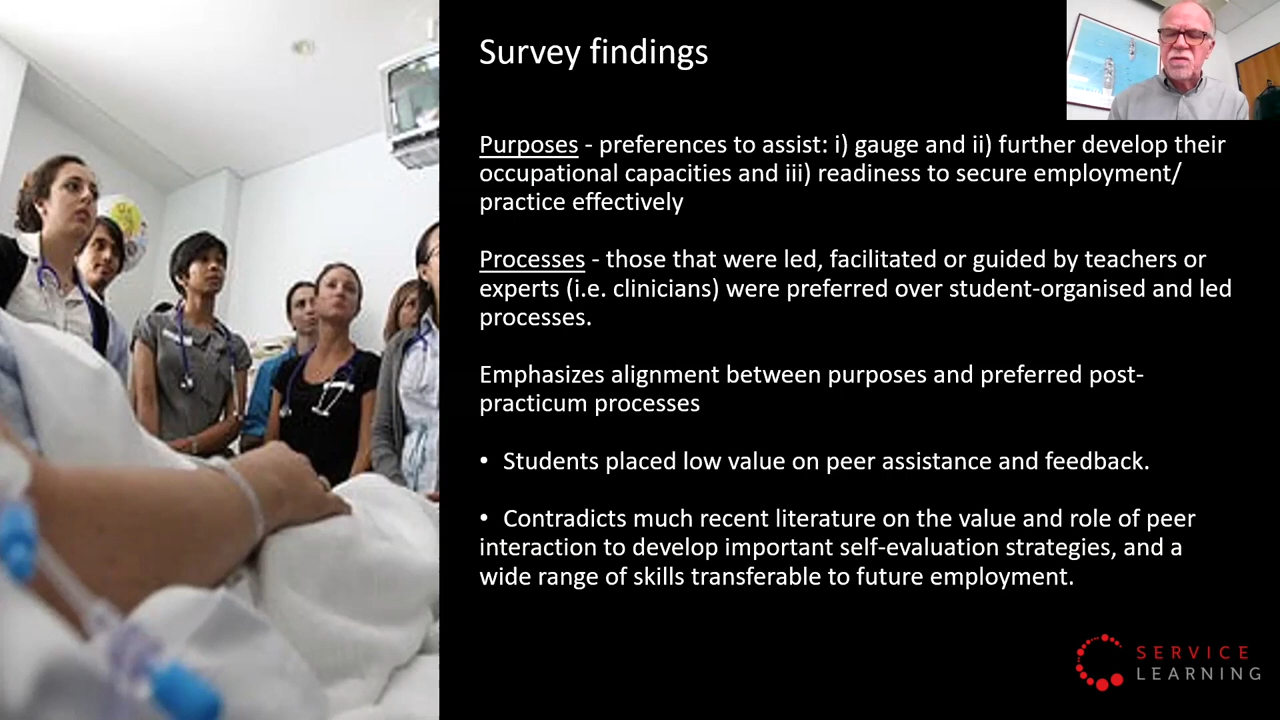 Survey findings
Purposes - preferences to assist: i) gauge and ii) further develop their
occupational capacities and iii) readiness to secure employment/
practice effectively
Processes - those that were led, facilitated or guided by teachers or
experts (i.e. clinicians) were preferred over student-organised and led
processes.
Emphasizes alignment between purposes and preferred post-
practicum processes
• Students placed low value on peer assistance and feedback.
• Contradicts much recent literature on the value and role of peer
interaction to develop important self-evaluation strategies, and a
wide range of skills transferable to future employment.
SERVICE
LEARNING